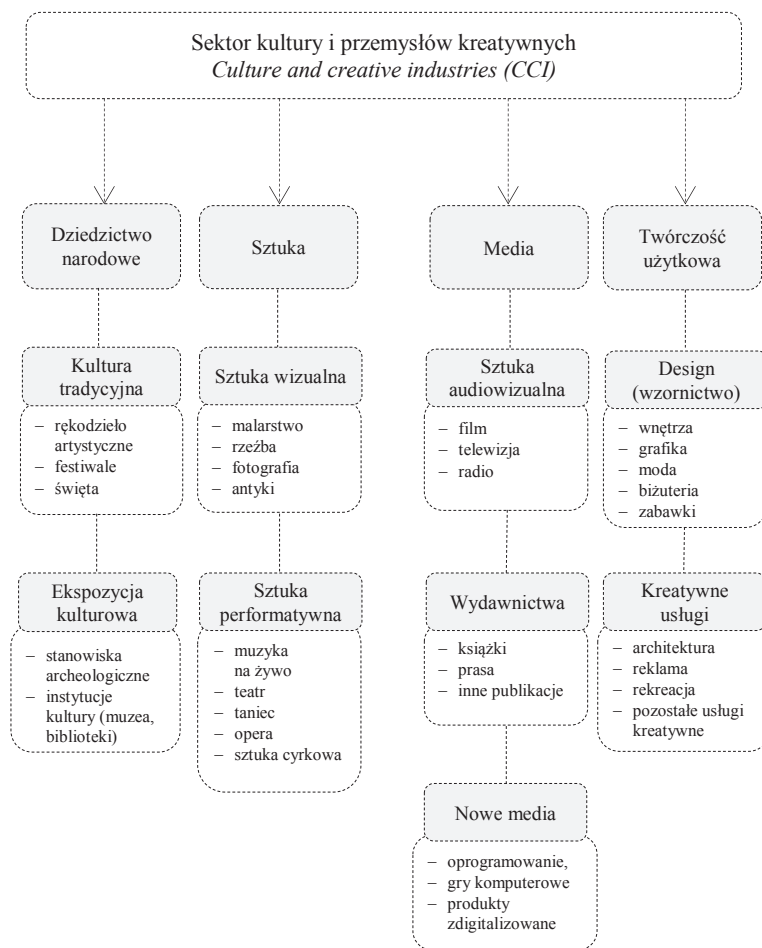 Sektor kultury i przemysłów kreatywnych
Culture and creative industries (CCI)
Dziedzictwo
narodowe
Kultura
tradycyjna
– rękodzieło
artystyczne
– festiwale
– święta
Ekspozycja
kulturowa
– stanowiska
archeologiczne
– instytucje
kultury (muzea,
biblioteki)
Sztuka
Sztuka wizualna
– malarstwo
– rzeźba
– fotografia
– antyki
Sztuka
performatywna
– muzyka
na żywo
– teatr
– taniec
– opera
– sztuka cyrkowa
Media
Sztuka
audiowizualna
– film
– telewizja
– radio
Wydawnictwa
– książki
– prasa
– inne publikacje
Nowe media
– oprogramowanie,
– gry komputerowe
– produkty
zdigitalizowane
Twórczość
użytkowa
Design
(wzornictwo)
– wnętrza
– grafika
– moda
– biżuteria
– zabawki
Kreatywne
usługi
– architektura
– reklama
– rekreacja
– pozostałe usługi
kreatywne